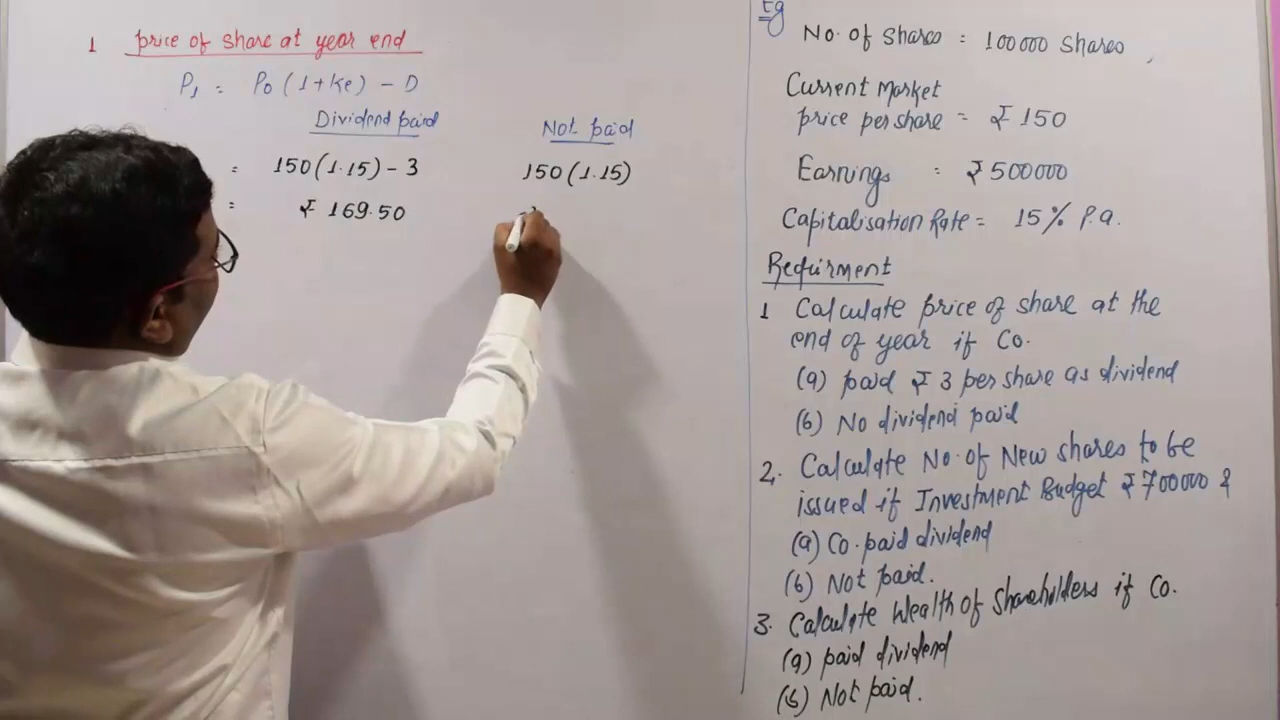 1 price of share at year end
P1 = P0 (1+ke) - D
Dividend paid
Not paid
= 150(1.15) - 3
150(1.15)
= ₹ 169.50
Eg
No. of shares = 100000 shares
Current Market
price per share = ₹ 150
Earnings = ₹ 500000
Capitalisation Rate = 15% P.a.
Requirment
1 Calculate price of share at the
end of year if Co.
(a) paid ₹ 3 per share as dividend
(b) No dividend paid
2. Calculate No. of New shares to be
issued if Investment Budget ₹ 700000 &
(a) Co. paid dividend
(b) Not paid.
3. Calculate Wealth of Shareholders if Co.
(a) paid dividend
(b) Not paid.